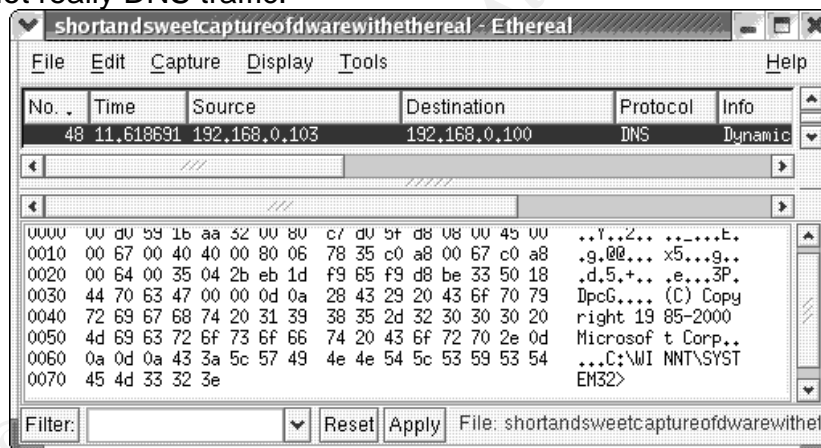 not really DNS traffic.
shortandsweetcaptureofdwarewithethereal - Ethereal
File Edit Capture Display Tools Help
No. . Time Source Destination Protocol Info
48 11.618691 192.168.0.103 192.168.0.100 DNS Dynamic
0000 00 d0 59 16 aa 32 00 80 c7 d0 5f d8 08 00 45 00 ..Y..2.. .._...E.
0010 00 67 00 40 40 00 80 06 78 35 c0 a8 00 67 c0 a8 .g.@@... x5...g..
0020 00 64 00 35 04 2b eb 1d f9 65 f9 d8 be 33 50 18 .d.5.+.. .e...3P.
0030 44 70 63 47 00 00 0d 0a 28 43 29 20 43 6f 70 79 DpcG.... (C) Copy
0040 72 69 67 68 74 20 31 39 38 35 2d 32 30 30 30 20 right 19 85-2000
0050 4d 69 63 72 6f 73 6f 66 74 20 43 6f 72 70 2e 0d Microsof t Corp..
0060 0a 0d 0a 43 3a 5c 57 49 4e 4e 54 5c 53 59 53 54 ...C:\WI NNT\SYST
0070 45 4d 33 32 3e EM32>
Filter: Reset Apply File: shortandsweetcaptureofdwarewithet